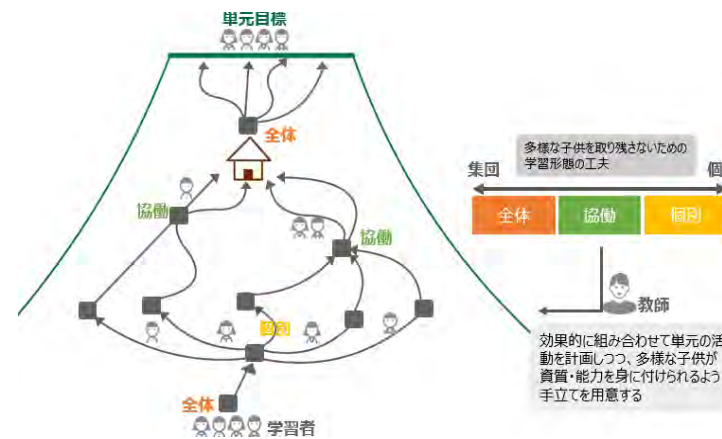 単元目標
全体
協働
協働
個別
全体
学習者
多様な子供を取り残さないための
学習形態の工夫
集団
個
全体
協働
個別
教師
効果的に組み合わせて単元の活
動を計画しつつ、多様な子供が
資質・能力を身に付けられるよう
手立てを用意する